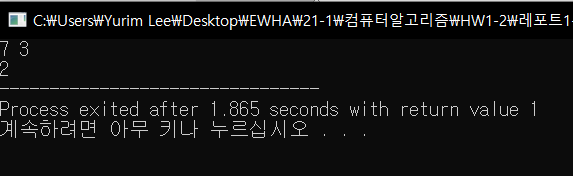 C:₩Users₩Yurim Lee₩Desktop₩EWHA₩21-1₩컴퓨터알고리즘₩HW1-2₩레포트1-
7 3
2
--------------------------------
Process exited after 1.865 seconds with return value 1
계속하려면 아무 키나 누르십시오 . . .